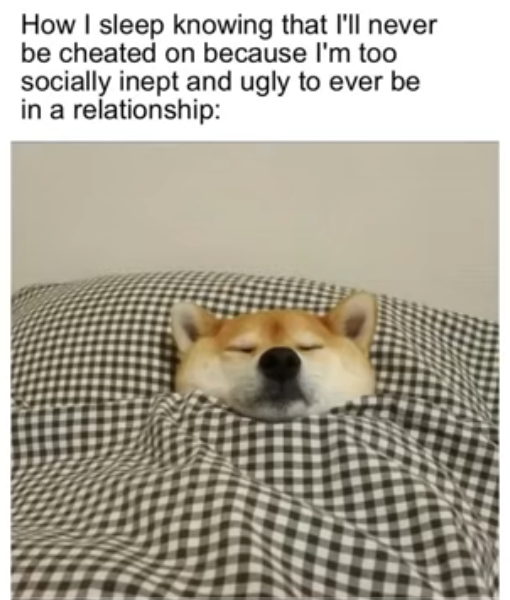 How I sleep knowing that I'll never
be cheated on because I'm too
socially inept and ugly to ever be
in a relationship: